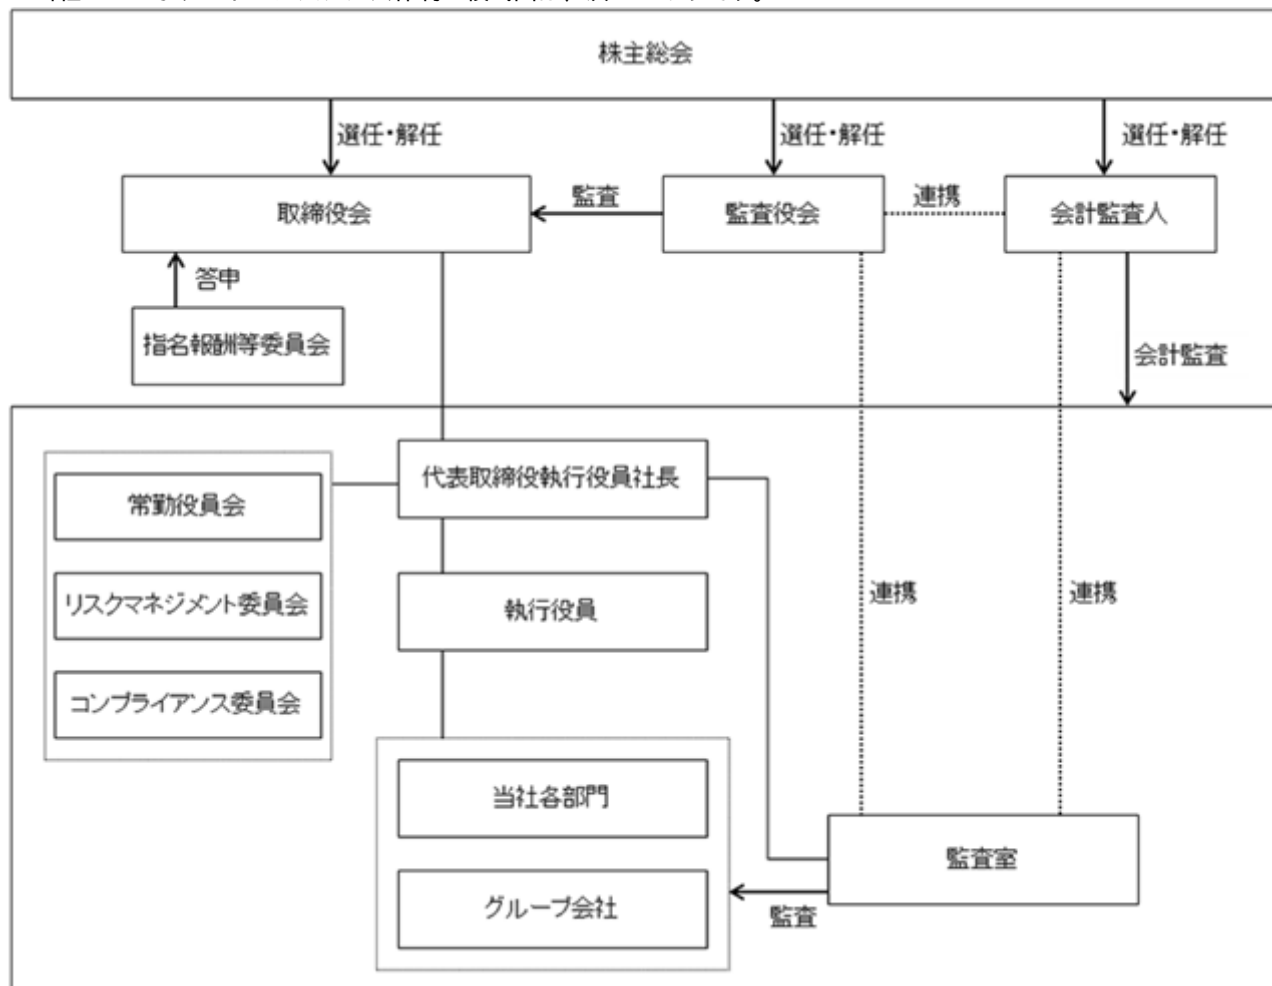 株主総会
選任・解任
選任・解任
選任・解任
取締役会
監査
監査役会
連携
会計監査人
答申
指名報酬等委員会
会計監査
代表取締役執行役員社長
常勤役員会
リスクマネジメント委員会
執行役員
連携
連携
コンプライアンス委員会
当社各部門
監査室
グループ会社
監査